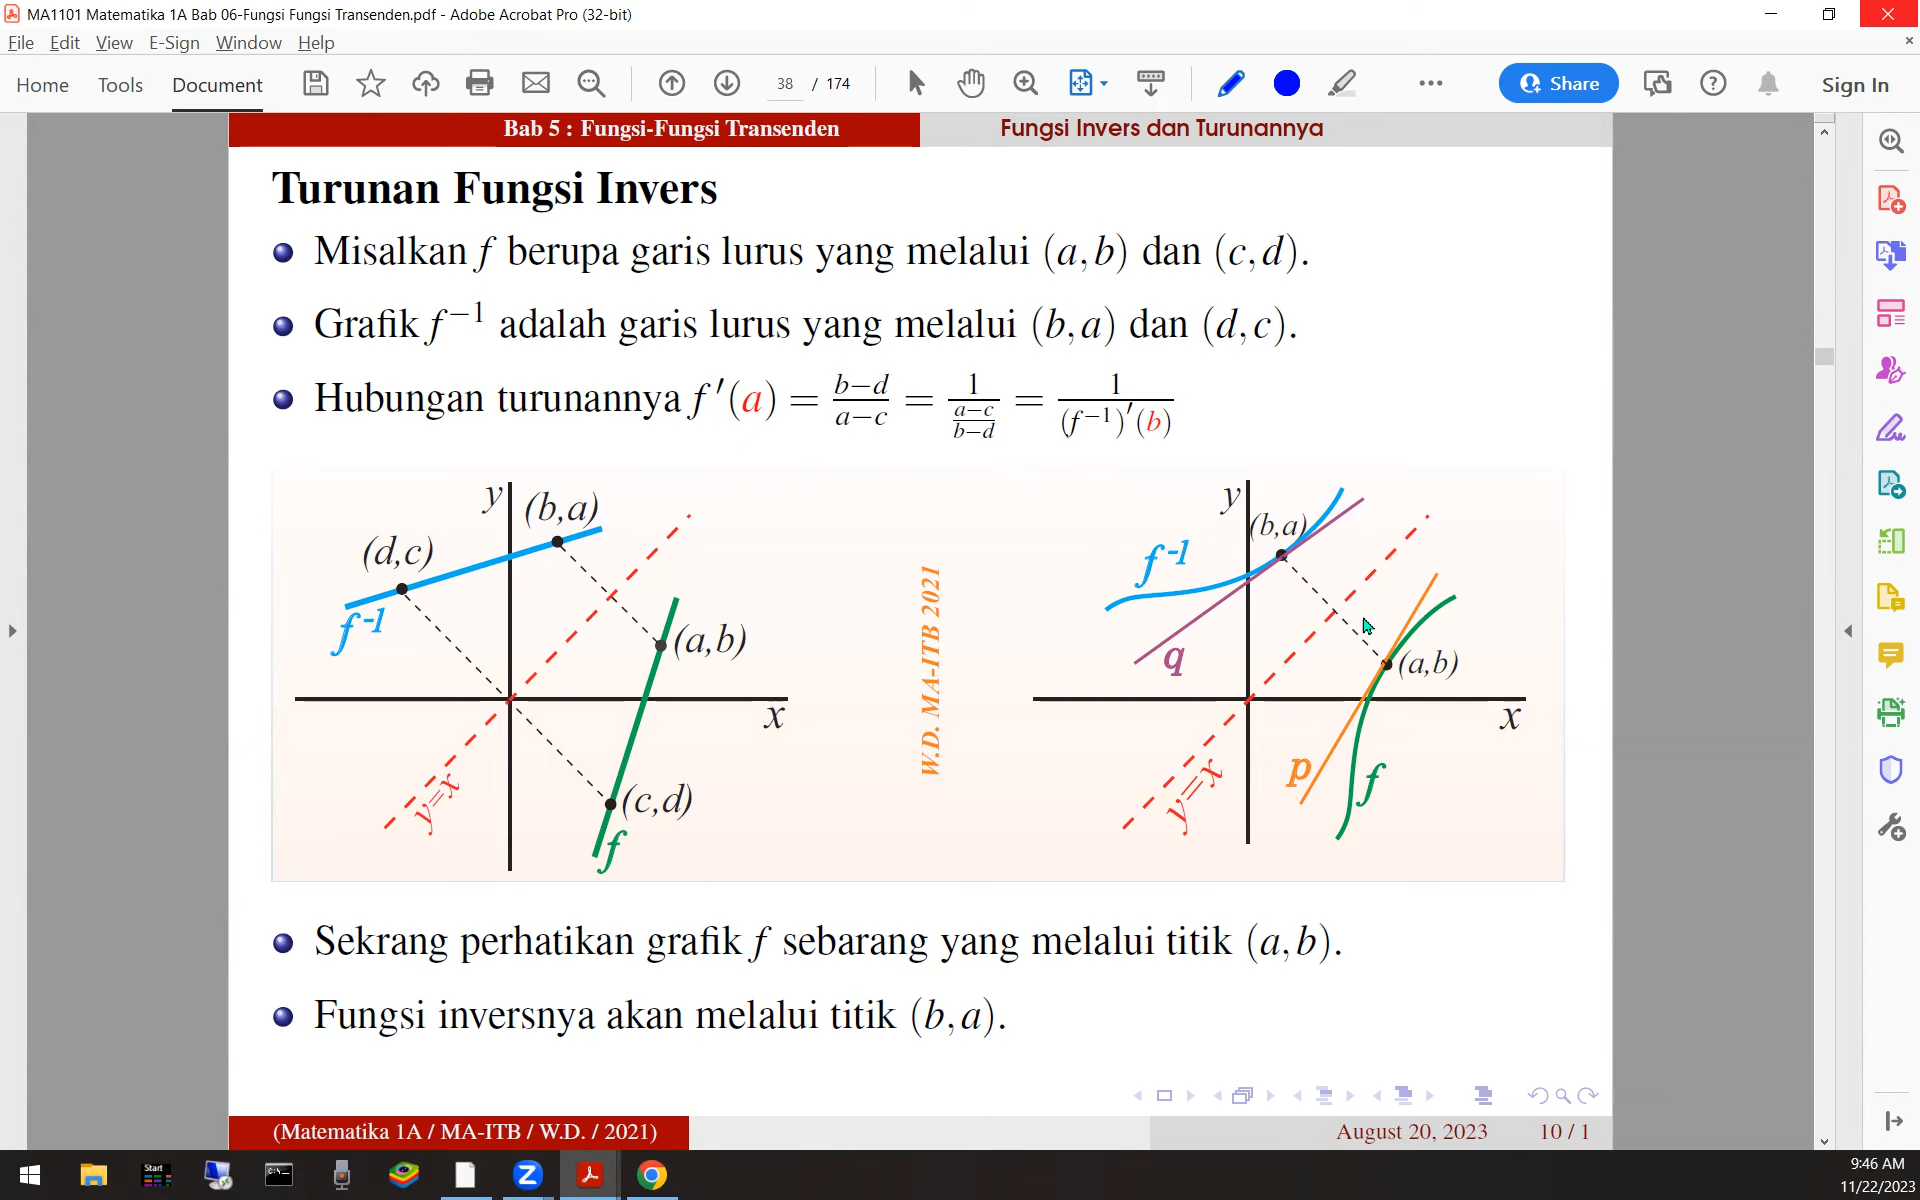 MA1101 Matematika 1A Bab 06-Fungsi Fungsi Transenden.pdf - Adobe Acrobat Pro (32-bit)
File Edit View E-Sign Window Help
Home Tools Document 38 / 174 Share Sign In
Bab 5 : Fungsi-Fungsi Transenden Fungsi Invers dan Turunannya
Turunan Fungsi Invers
Misalkan f berupa garis lurus yang melalui (a,b) dan (c,d).
Grafik f⁻¹ adalah garis lurus yang melalui (b,a) dan (d,c).
Hubungan turunannya f′(a) = b−d/a−c = 1/(a−c/b−d) = 1/(f⁻¹)′(b)
y (b,a)
(d,c)
f⁻¹
(a,b)
x
y=x
(c,d)
f
W.D. MA-ITB 2021
y
(b,a)
f⁻¹
q
(a,b)
x
p
f
y=x
Sekrang perhatikan grafik f sebarang yang melalui titik (a,b).
Fungsi inversnya akan melalui titik (b,a).
(Matematika 1A / MA-ITB / W.D. / 2021) August 20, 2023 10 / 1
Start
C:\
9:46 AM
11/22/2023